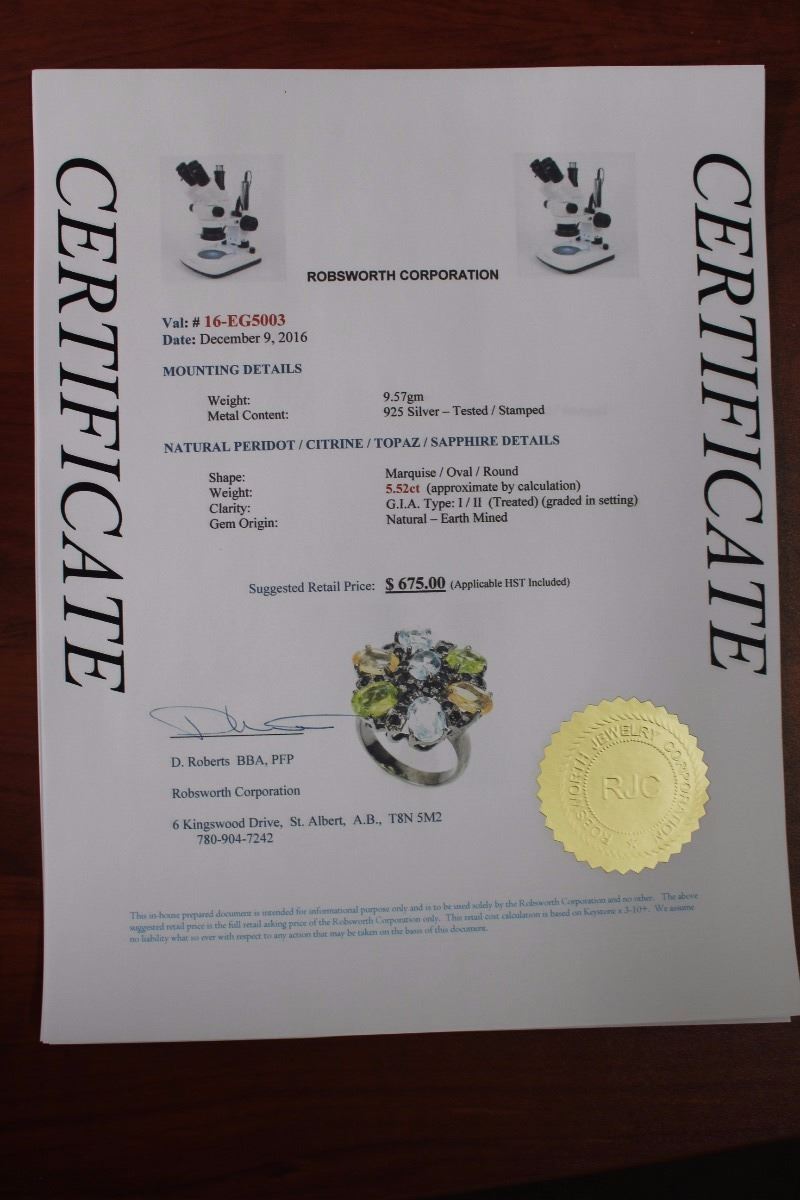 CERTIFICATE
CERTIFICATE
ROBSWORTH CORPORATION
Val: # 16-EG5003
Date: December 9, 2016
MOUNTING DETAILS
Weight: 9.57gm
Metal Content: 925 Silver – Tested / Stamped
NATURAL PERIDOT / CITRINE / TOPAZ / SAPPHIRE DETAILS
Shape: Marquise / Oval / Round
Weight: 5.52ct (approximate by calculation)
Clarity: G.I.A. Type: I / II (Treated) (graded in setting)
Gem Origin: Natural – Earth Mined
Suggested Retail Price: $ 675.00 (Applicable HST Included)
D. Roberts BBA, PFP
Robsworth Corporation
6 Kingswood Drive, St. Albert, A.B., T8N 5M2
780-904-7242
ROBSWORTH JEWELRY CORPORATION
RJC
This in-house prepared document is intended for informational purpose only and is to be used solely by the Robsworth Corporation and no other. The above
suggested retail price is the full retail asking price of the Robsworth Corporation only. This retail cost calculation is based on Keystone x 3-10+. We assume
no liability what so ever with respect to any action that may be taken on the basis of this document.